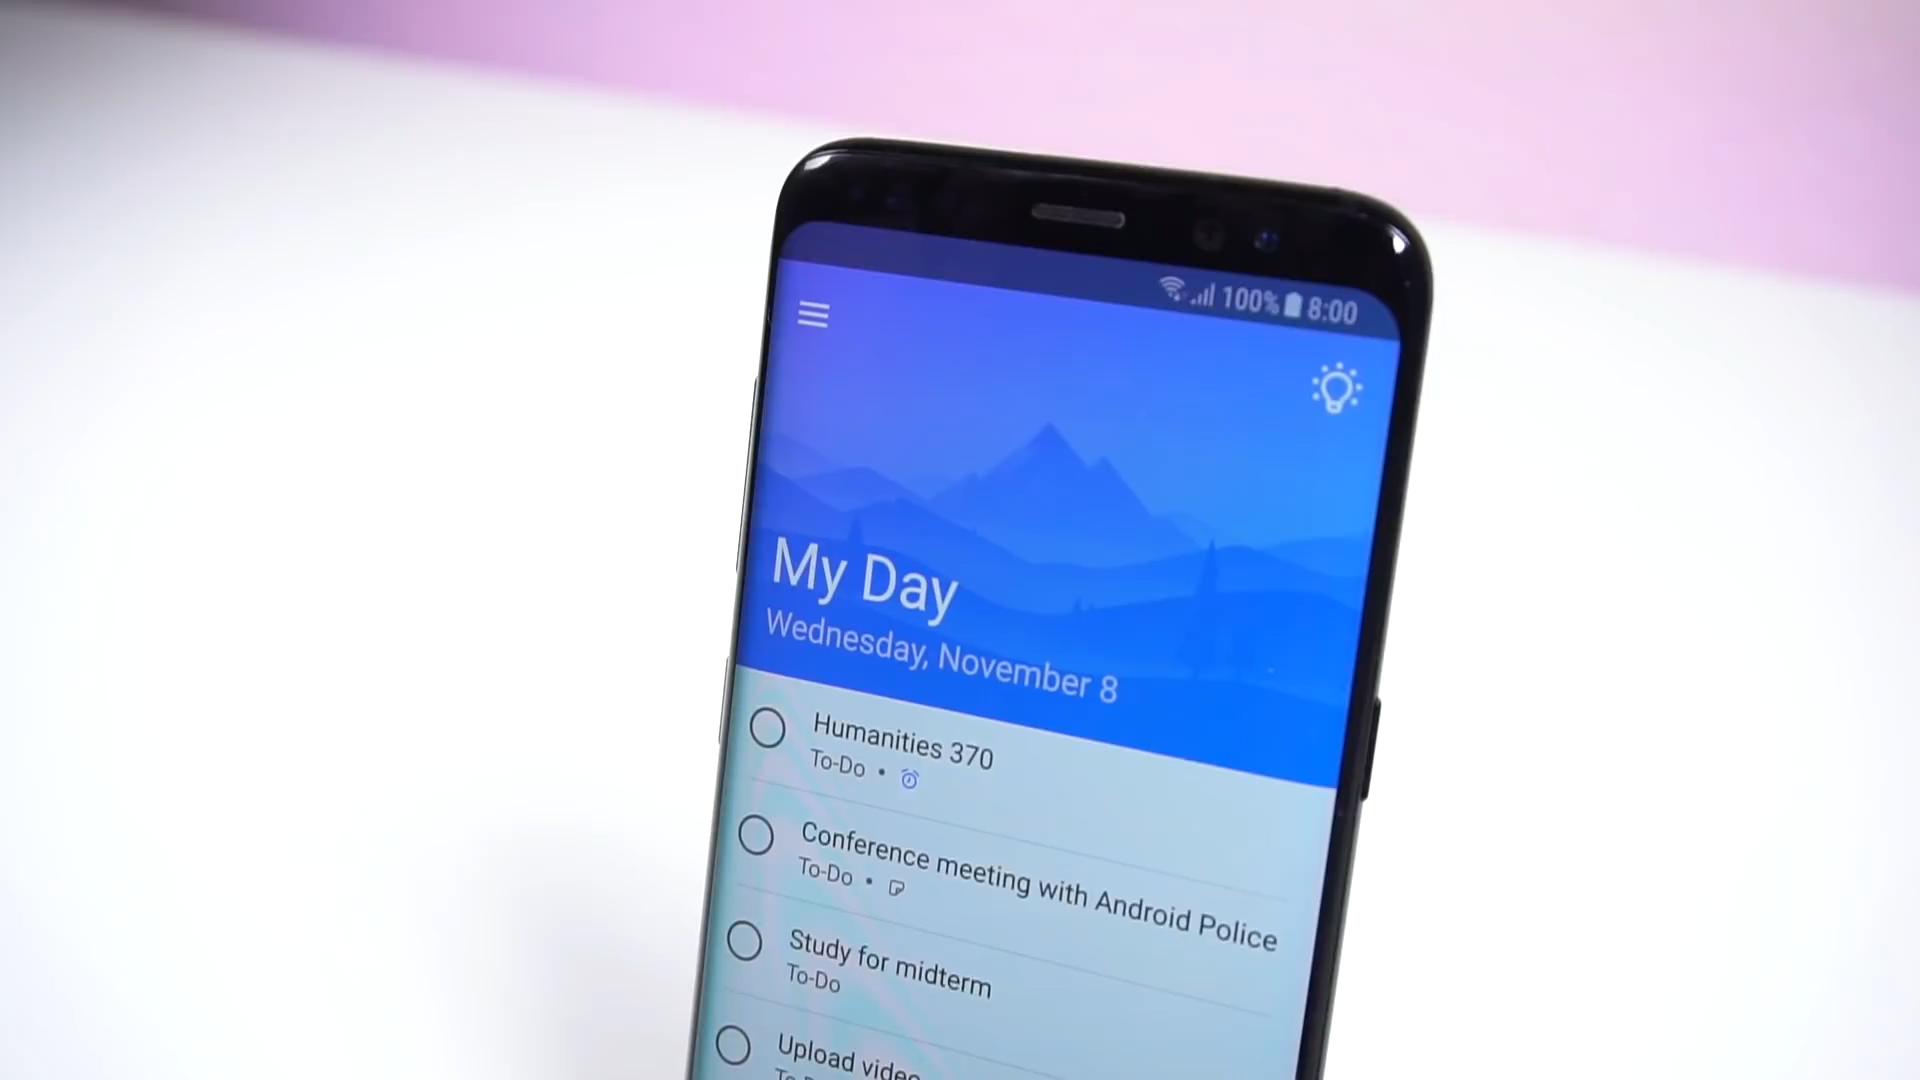 100% 8:00
My Day
Wednesday, November 8
Humanities 370
To-Do •
Conference meeting with Android Police
To-Do •
Study for midterm
To-Do
Upload video